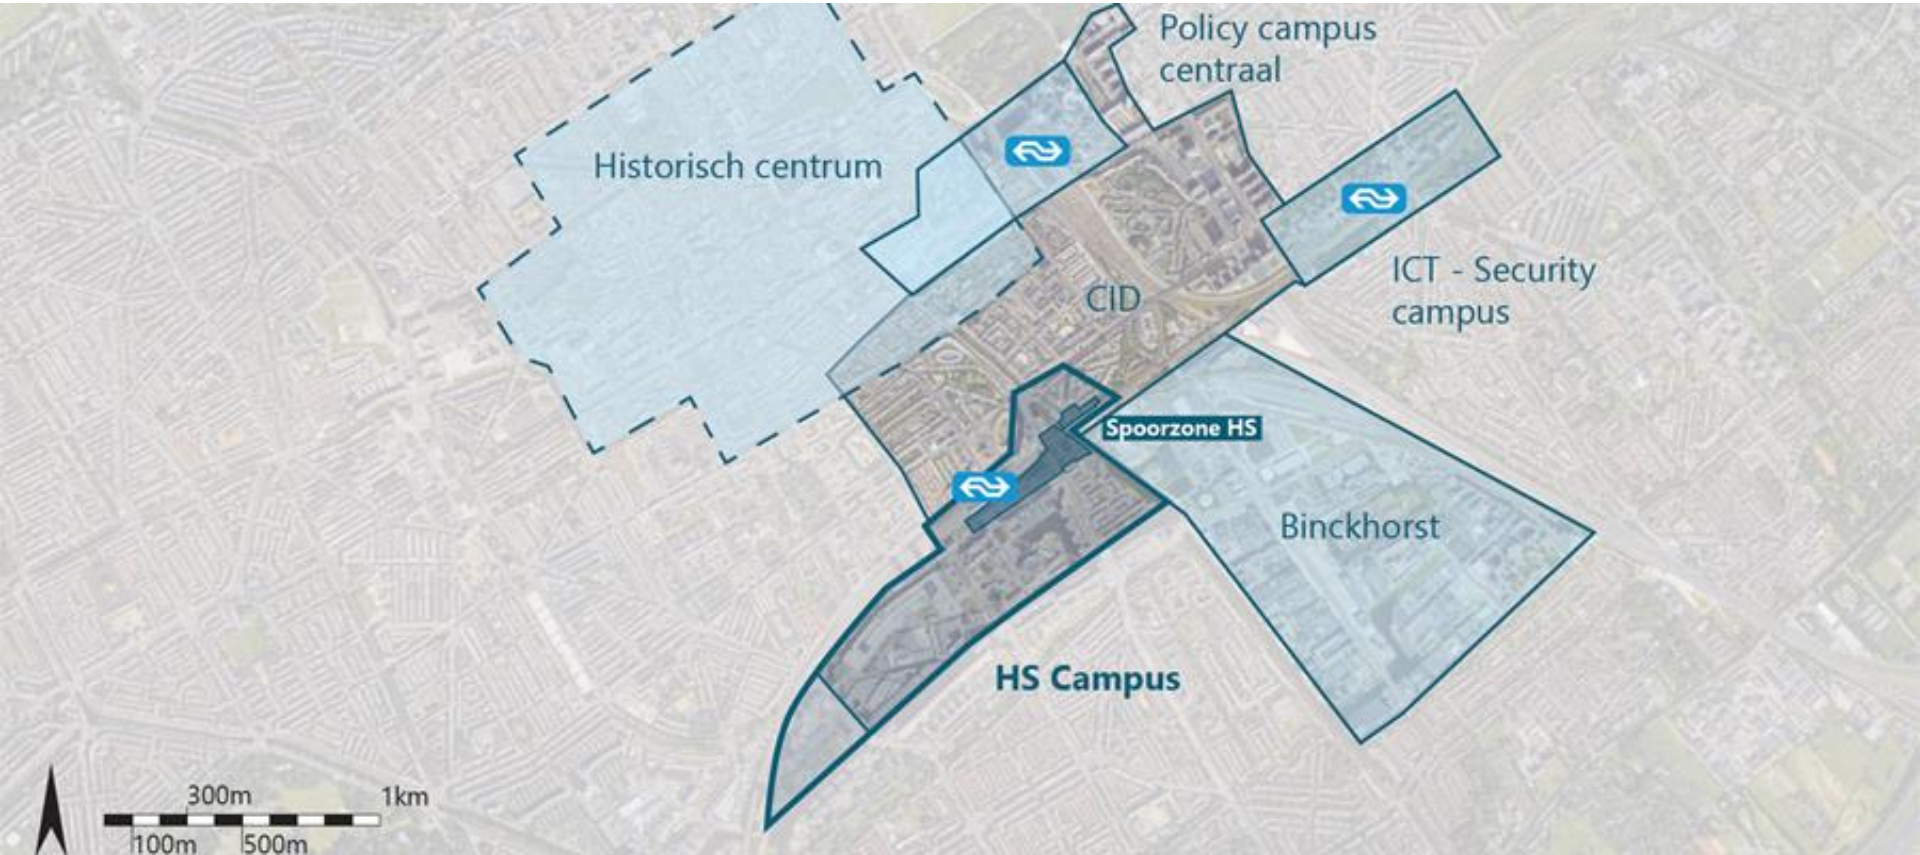 Policy campus
centraal
Historisch centrum
ICT - Security
campus
CID
Spoorzone HS
Binckhorst
HS Campus
300m
1km
100m
500m